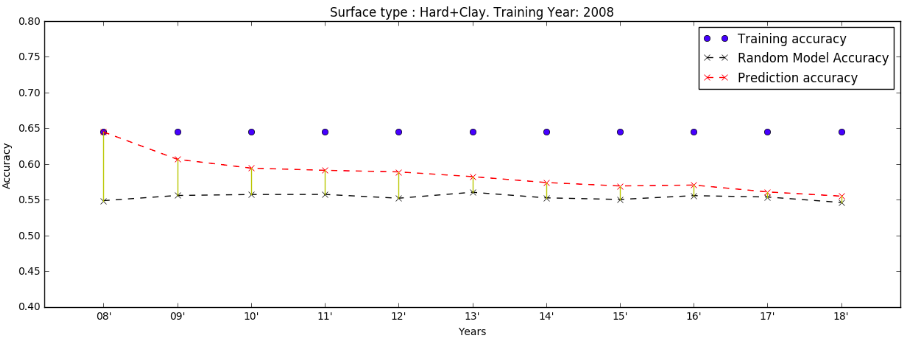 Surface type : Hard+Clay. Training Year: 2008
0.80
0.75
0.70
0.65
0.60
0.55
0.50
0.45
0.40
Accuracy
Training accuracy
Random Model Accuracy
Prediction accuracy
08' 09' 10' 11' 12' 13' 14' 15' 16' 17' 18'
Years